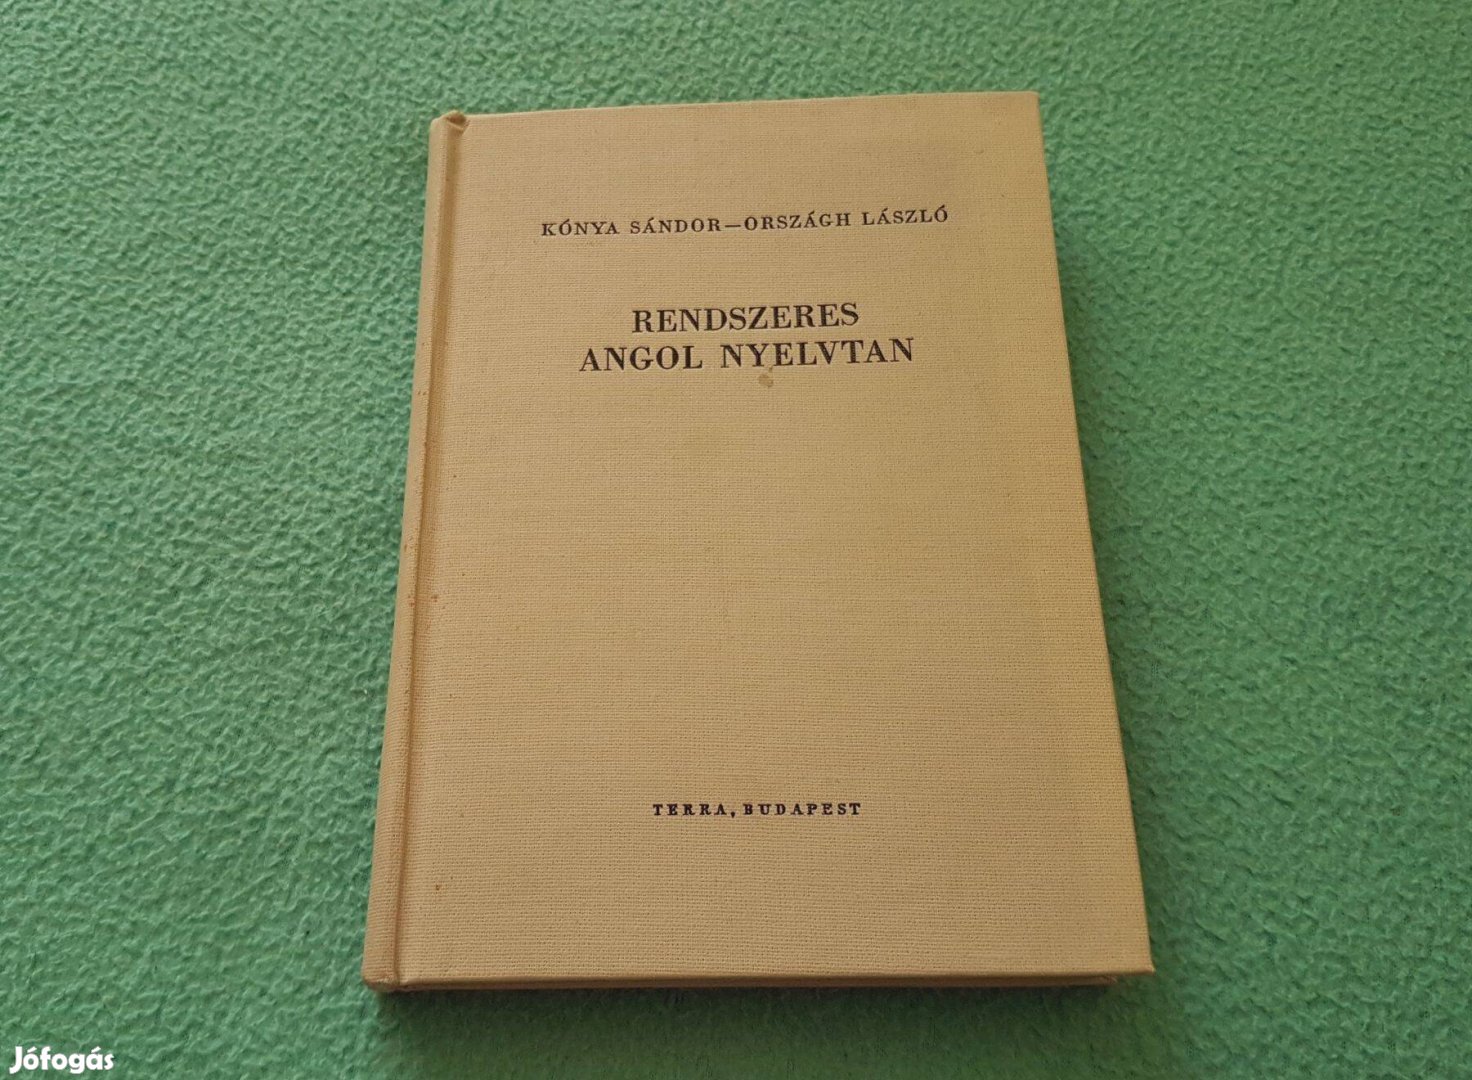 KÓNYA SÁNDOR—ORSZÁGH LÁSZLÓ
RENDSZERES
ANGOL NYELVTAN
TERRA, BUDAPEST
Jófogás